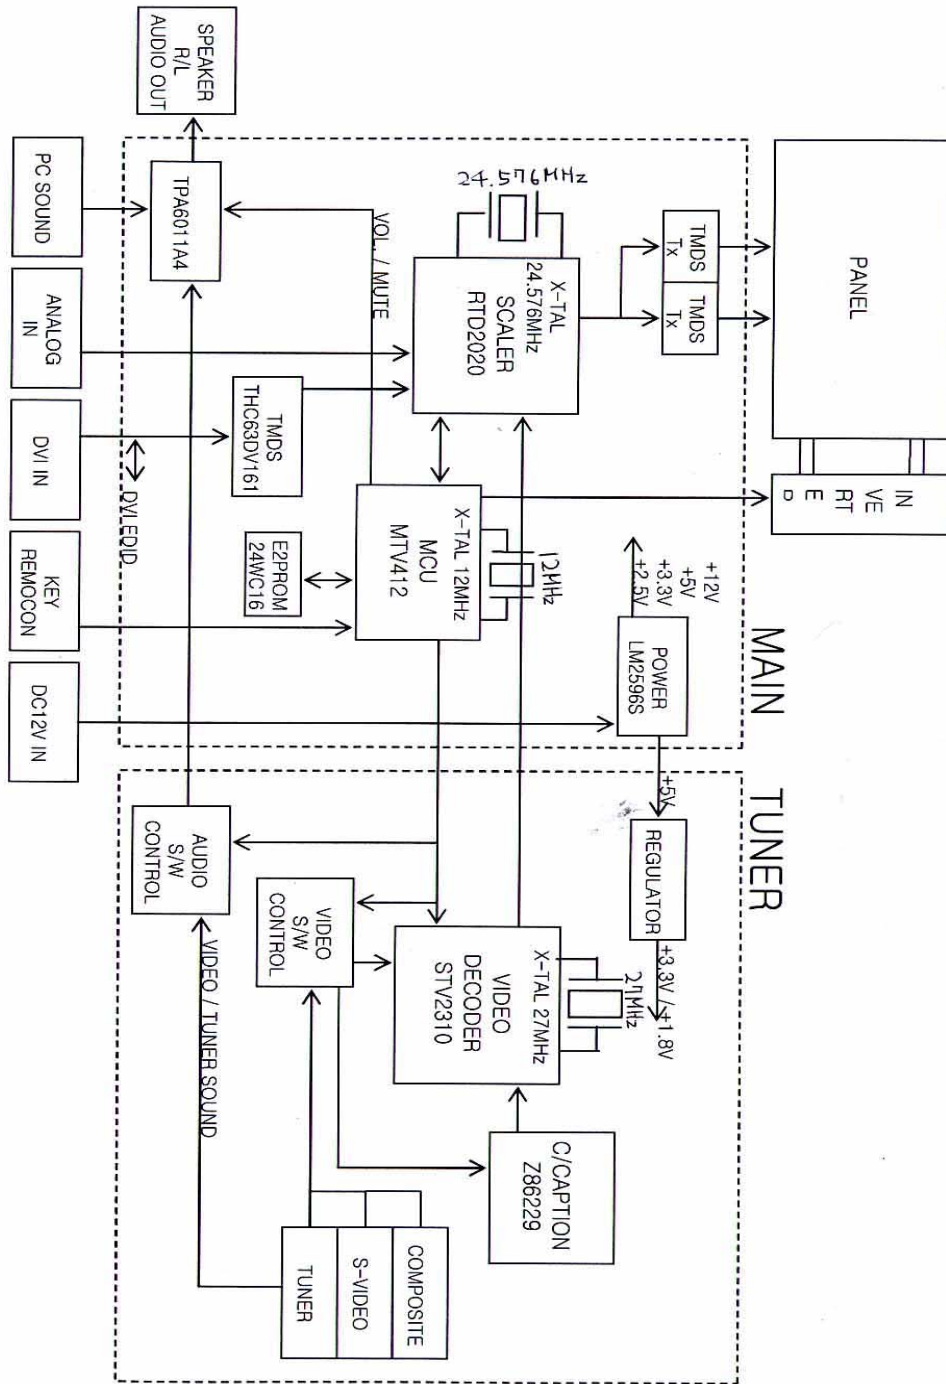 PANEL
IN
VE
RT
E
D
MAIN
TUNER
TMDS
Tx
TMDS
Tx
+12V
+5V
+3.3V
+2.5V
POWER
LM2596S
+5V
REGULATOR
+3.3V / +1.8V
24.576MHz
X-TAL
24.576MHz
SCALER
RTD2020
12MHz
X-TAL 12MHz
MCU
MTV412
27MHz
X-TAL 27MHz
VIDEO
DECODER
STV2310
C/CAPTION
Z86229
VOL. / MUTE
TMDS
THC63DV161
E2PROM
24WC16
VIDEO
S/W
CONTROL
COMPOSITE
S-VIDEO
TUNER
SPEAKER
R/L
AUDIO OUT
TPA6011A4
DVI EDID
AUDIO
S/W
CONTROL
VIDEO / TUNER SOUND
PC SOUND
ANALOG
IN
DVI IN
KEY
REMOCON
DC12V IN